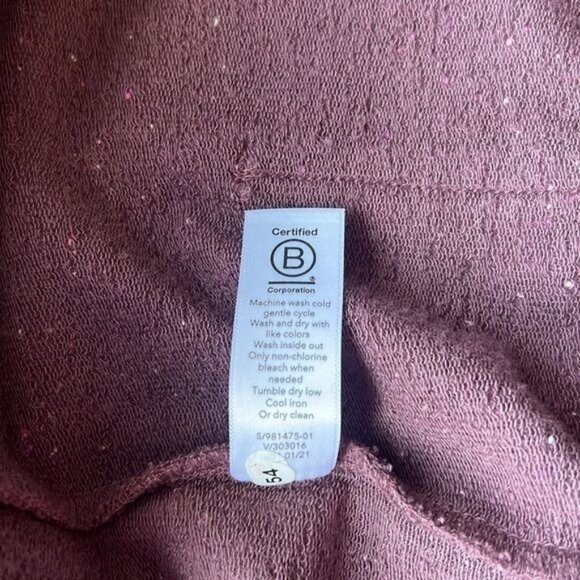 Certified
B
®
Corporation
Machine wash cold
gentle cycle
Wash and dry with
like colors
Wash inside out
Only non-chlorine
bleach when
needed
Tumble dry low
Cool iron
Or dry clean
S/981475-01
V/303016
01/21
54